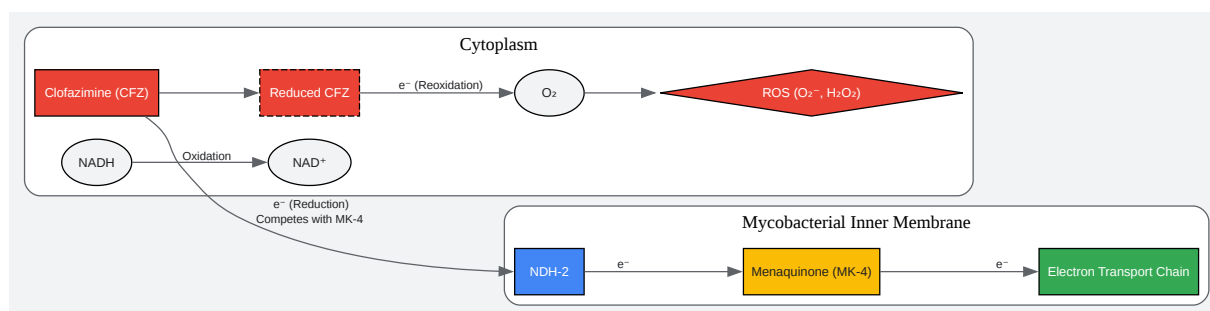 Cytoplasm
Clofazimine (CFZ)
Reduced CFZ
e⁻ (Reoxidation)
O₂
ROS (O₂⁻, H₂O₂)
NADH
Oxidation
NAD⁺
e⁻ (Reduction)
Competes with MK-4
Mycobacterial Inner Membrane
NDH-2
e⁻
Menaquinone (MK-4)
e⁻
Electron Transport Chain